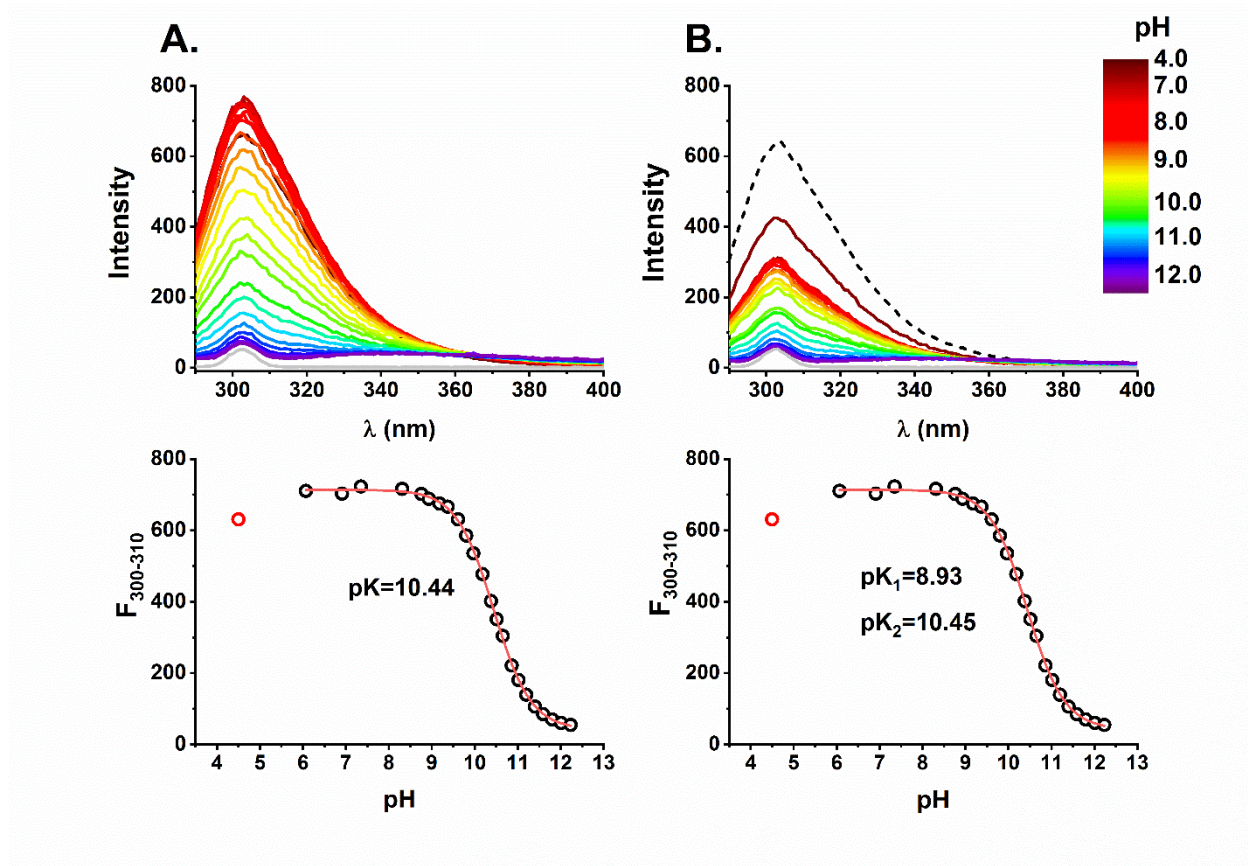 A.
B.
pH
4.0
7.0
8.0
9.0
10.0
11.0
12.0
800
600
400
200
0
Intensity
300 320 340 360 380 400
λ (nm)
800
600
400
200
0
Intensity
300 320 340 360 380 400
λ (nm)
800
600
400
200
0
F300-310
pK=10.44
4 5 6 7 8 9 10 11 12 13
pH
800
600
400
200
0
F300-310
pK1=8.93
pK2=10.45
4 5 6 7 8 9 10 11 12 13
pH